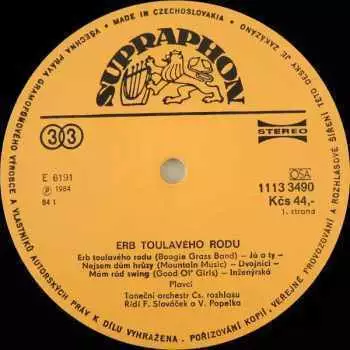 MADE IN CZECHOSLOVAKIA
VŠECHNA PRÁVA GRAMOFONOVÉHO VÝROBCE A ROZHLASOVÉ ŠÍŘENÍ TÉTO DESKY JE ZAKÁZÁNO
SUPRAPHON
33
STEREO
E 6191
Ⓟ 1984
84 1
OSA
1113 3490
Kčs 44,-
1. strana
ERB TOULAVÉHO RODU
Erb toulavého rodu (Boogie Grass Band) – Já a ty –
Nejsem dům hrůzy (Mountain Music) – Dvojníci –
Mám rád swing (Good Ol' Girls) – Inženýrská
Plavci
Taneční orchestr Čs. rozhlasu
Řídí F. Slováček a V. Popelka
VLASTNÍKŮ AUTORSKÝCH PRÁV K DÍLU VYHRAŽENA. POŘIZOVÁNÍ KOPIÍ, VEŘEJNÉ PROVOZOVÁNÍ